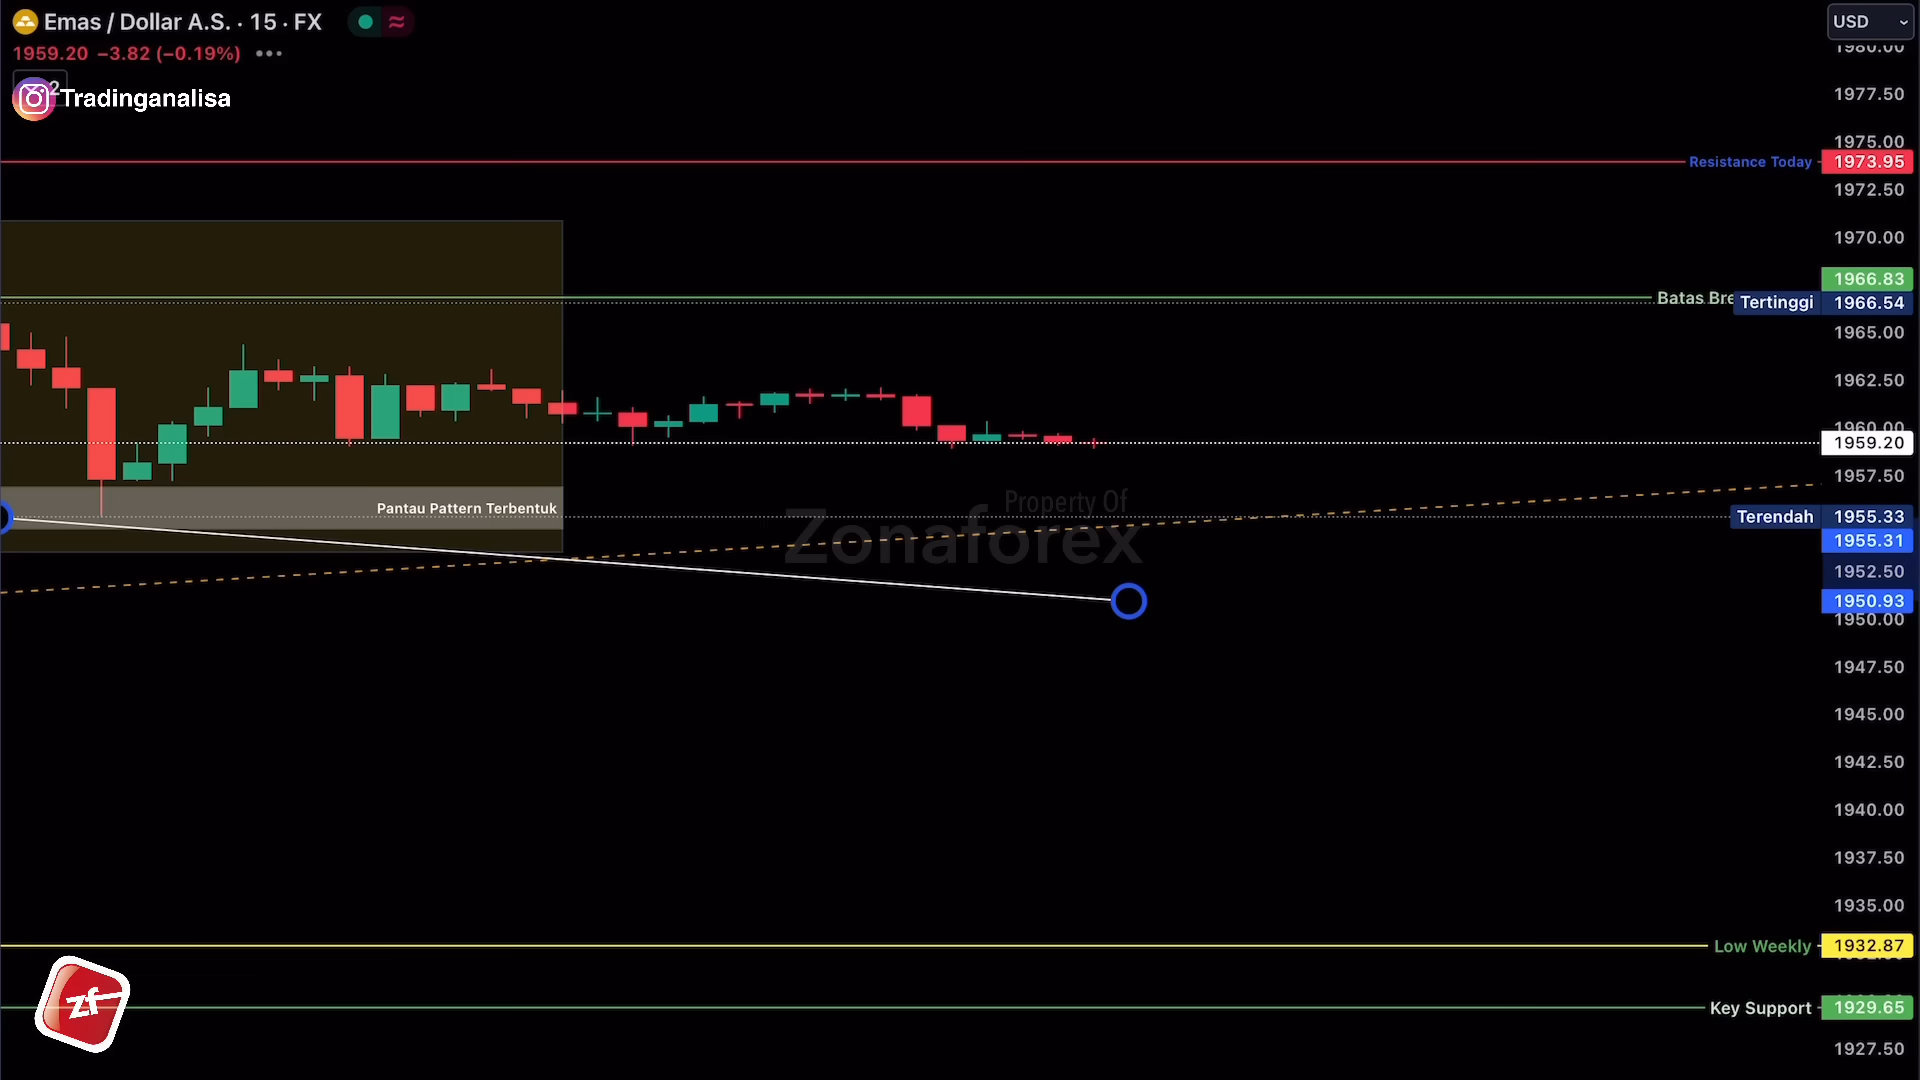 Emas / Dollar A.S. · 15 · FX
USD
1959.20 −3.82 (−0.19%)
Tradinganalisa
1980.00
1977.50
1975.00
Resistance Today 1973.95
1972.50
1970.00
1966.83
Batas Bre
Tertinggi 1966.54
1965.00
1962.50
1960.00
1959.20
1957.50
Property Of
Zonaforex
Pantau Pattern Terbentuk
Terendah 1955.33
1955.31
1952.50
1950.93
1950.00
1947.50
1945.00
1942.50
1940.00
1937.50
1935.00
Low Weekly 1932.87
Key Support 1929.65
zf
1927.50